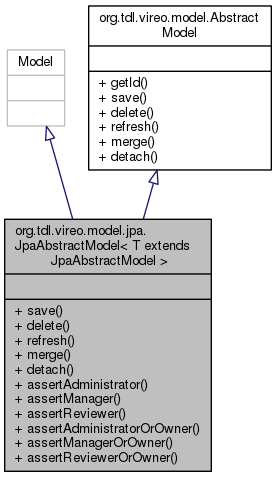 Model
org.tdl.vireo.model.Abstract
Model
+ getId()
+ save()
+ delete()
+ refresh()
+ merge()
+ detach()
org.tdl.vireo.model.jpa.
JpaAbstractModel< T extends
JpaAbstractModel >
+ save()
+ delete()
+ refresh()
+ merge()
+ detach()
+ assertAdministrator()
+ assertManager()
+ assertReviewer()
+ assertAdministratorOrOwner()
+ assertManagerOrOwner()
+ assertReviewerOrOwner()